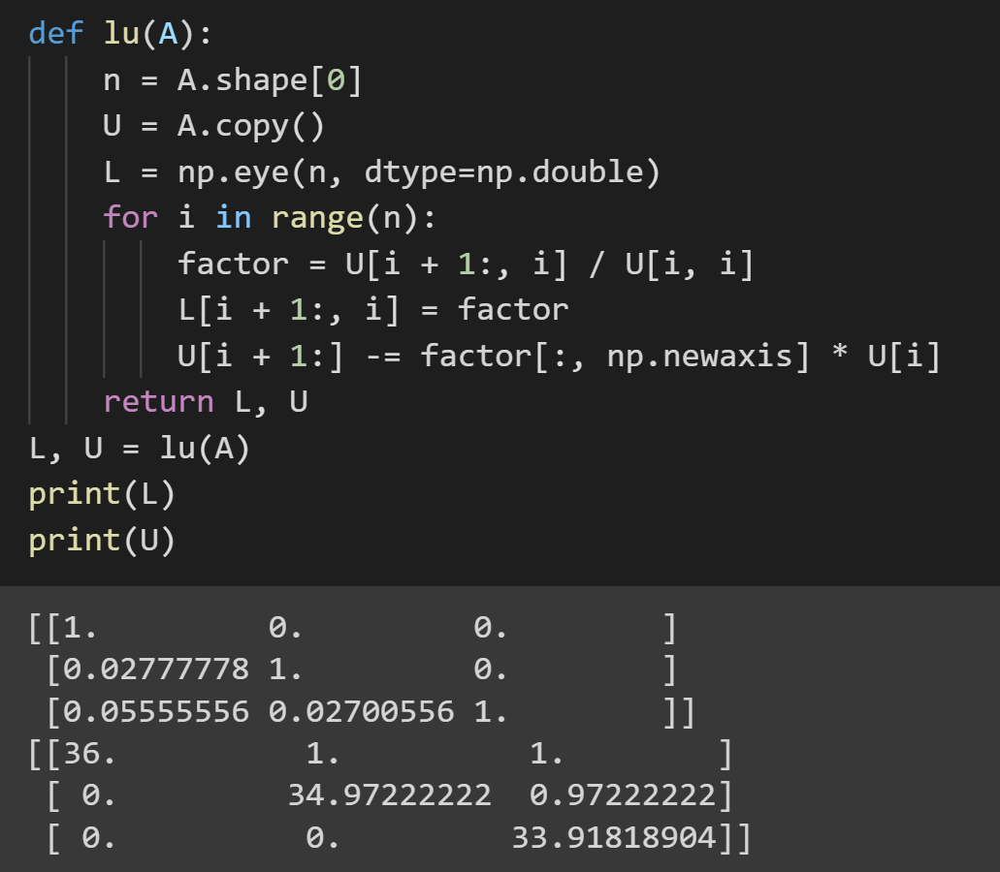 def lu(A):
    n = A.shape[0]
    U = A.copy()
    L = np.eye(n, dtype=np.double)
    for i in range(n):
        factor = U[i + 1:, i] / U[i, i]
        L[i + 1:, i] = factor
        U[i + 1:] -= factor[:, np.newaxis] * U[i]
    return L, U
L, U = lu(A)
print(L)
print(U)
[[1.         0.         0.        ]
 [0.02777778 1.         0.        ]
 [0.05555556 0.02700556 1.        ]]
[[36.          1.          1.        ]
 [ 0.         34.97222222  0.97222222]
 [ 0.          0.         33.91818904]]